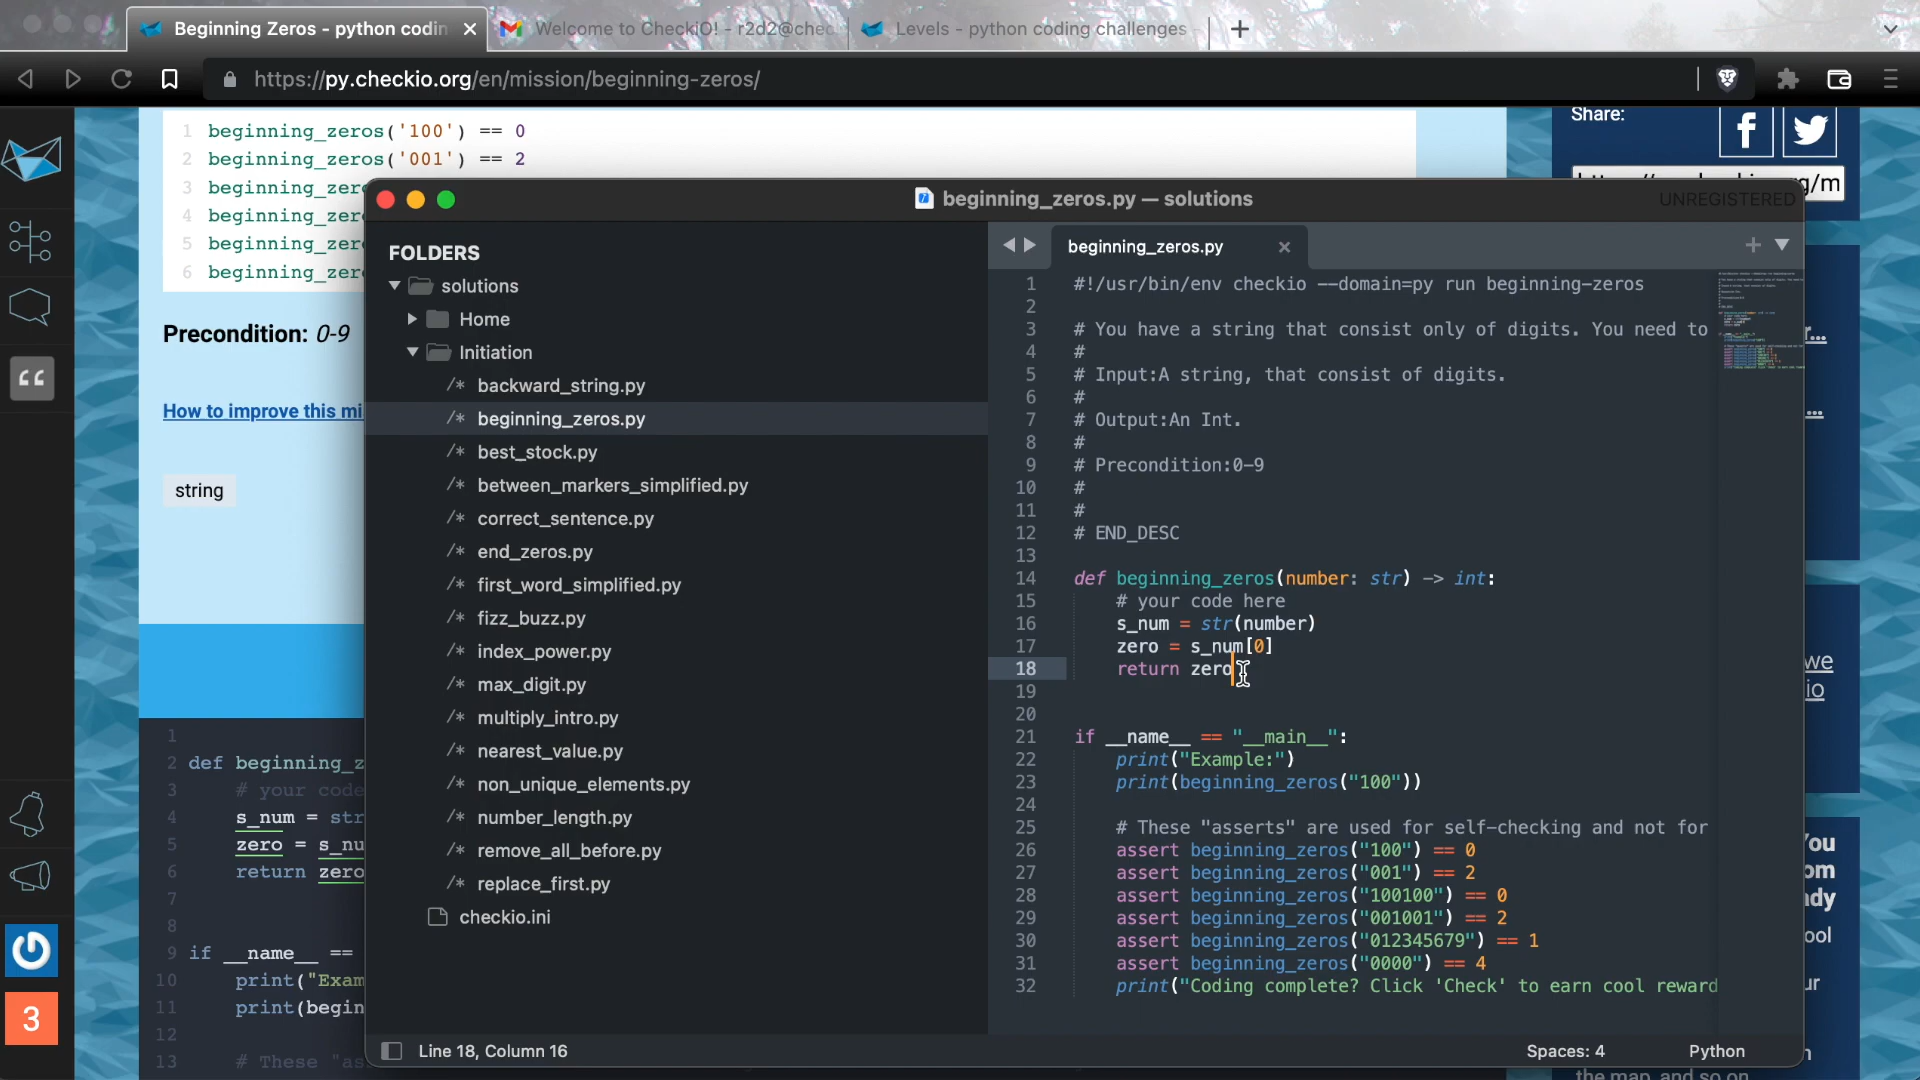 Beginning Zeros - python codin
Welcome to CheckiO! - r2d2@chec
Levels - python coding challenges
https://py.checkio.org/en/mission/beginning-zeros/
1 beginning_zeros('100') == 0
2 beginning_zeros('001') == 2
3 beginning_zero
4 beginning_zero
5 beginning_zero
6 beginning_zero
Precondition: 0-9
How to improve this mi
string
Share:
g/m
r...
...
we
io
You
om
ady
ool
ur
n
the map, and so on
1
2 def beginning_z
3 # your code
4 s_num = str
5 zero = s_nu
6 return zero
7
8
9 if __name__ ==
10 print("Exam
11 print(begin
12
13 # These "as
3
beginning_zeros.py — solutions
UNREGISTERED
FOLDERS
solutions
Home
Initiation
/* backward_string.py
/* beginning_zeros.py
/* best_stock.py
/* between_markers_simplified.py
/* correct_sentence.py
/* end_zeros.py
/* first_word_simplified.py
/* fizz_buzz.py
/* index_power.py
/* max_digit.py
/* multiply_intro.py
/* nearest_value.py
/* non_unique_elements.py
/* number_length.py
/* remove_all_before.py
/* replace_first.py
checkio.ini
beginning_zeros.py
1 #!/usr/bin/env checkio --domain=py run beginning-zeros
2
3 # You have a string that consist only of digits. You need to
4 #
5 # Input:A string, that consist of digits.
6 #
7 # Output:An Int.
8 #
9 # Precondition:0-9
10 #
11 #
12 # END_DESC
13
14 def beginning_zeros(number: str) -> int:
15 # your code here
16 s_num = str(number)
17 zero = s_num[0]
18 return zero
19
20
21 if __name__ == "__main__":
22 print("Example:")
23 print(beginning_zeros("100"))
24
25 # These "asserts" are used for self-checking and not for
26 assert beginning_zeros("100") == 0
27 assert beginning_zeros("001") == 2
28 assert beginning_zeros("100100") == 0
29 assert beginning_zeros("001001") == 2
30 assert beginning_zeros("012345679") == 1
31 assert beginning_zeros("0000") == 4
32 print("Coding complete? Click 'Check' to earn cool reward
Line 18, Column 16
Spaces: 4
Python